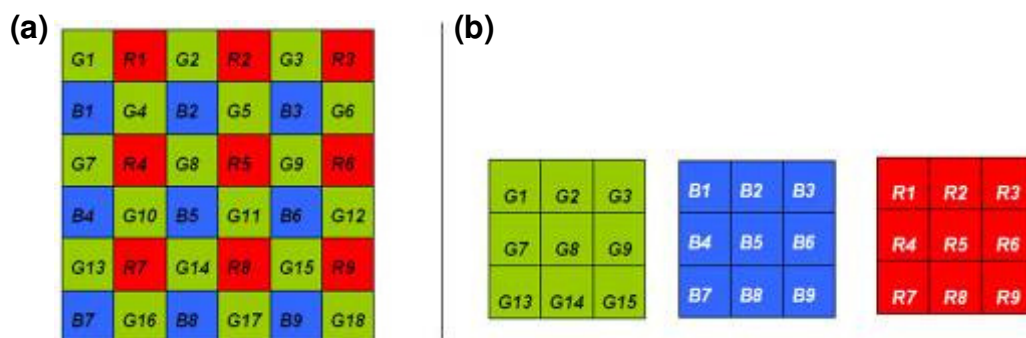 (a)
G1 R1 G2 R2 G3 R3
B1 G4 B2 G5 B3 G6
G7 R4 G8 R5 G9 R6
B4 G10 B5 G11 B6 G12
G13 R7 G14 R8 G15 R9
B7 G16 B8 G17 B9 G18
(b)
G1 G2 G3
G7 G8 G9
G13 G14 G15
B1 B2 B3
B4 B5 B6
B7 B8 B9
R1 R2 R3
R4 R5 R6
R7 R8 R9